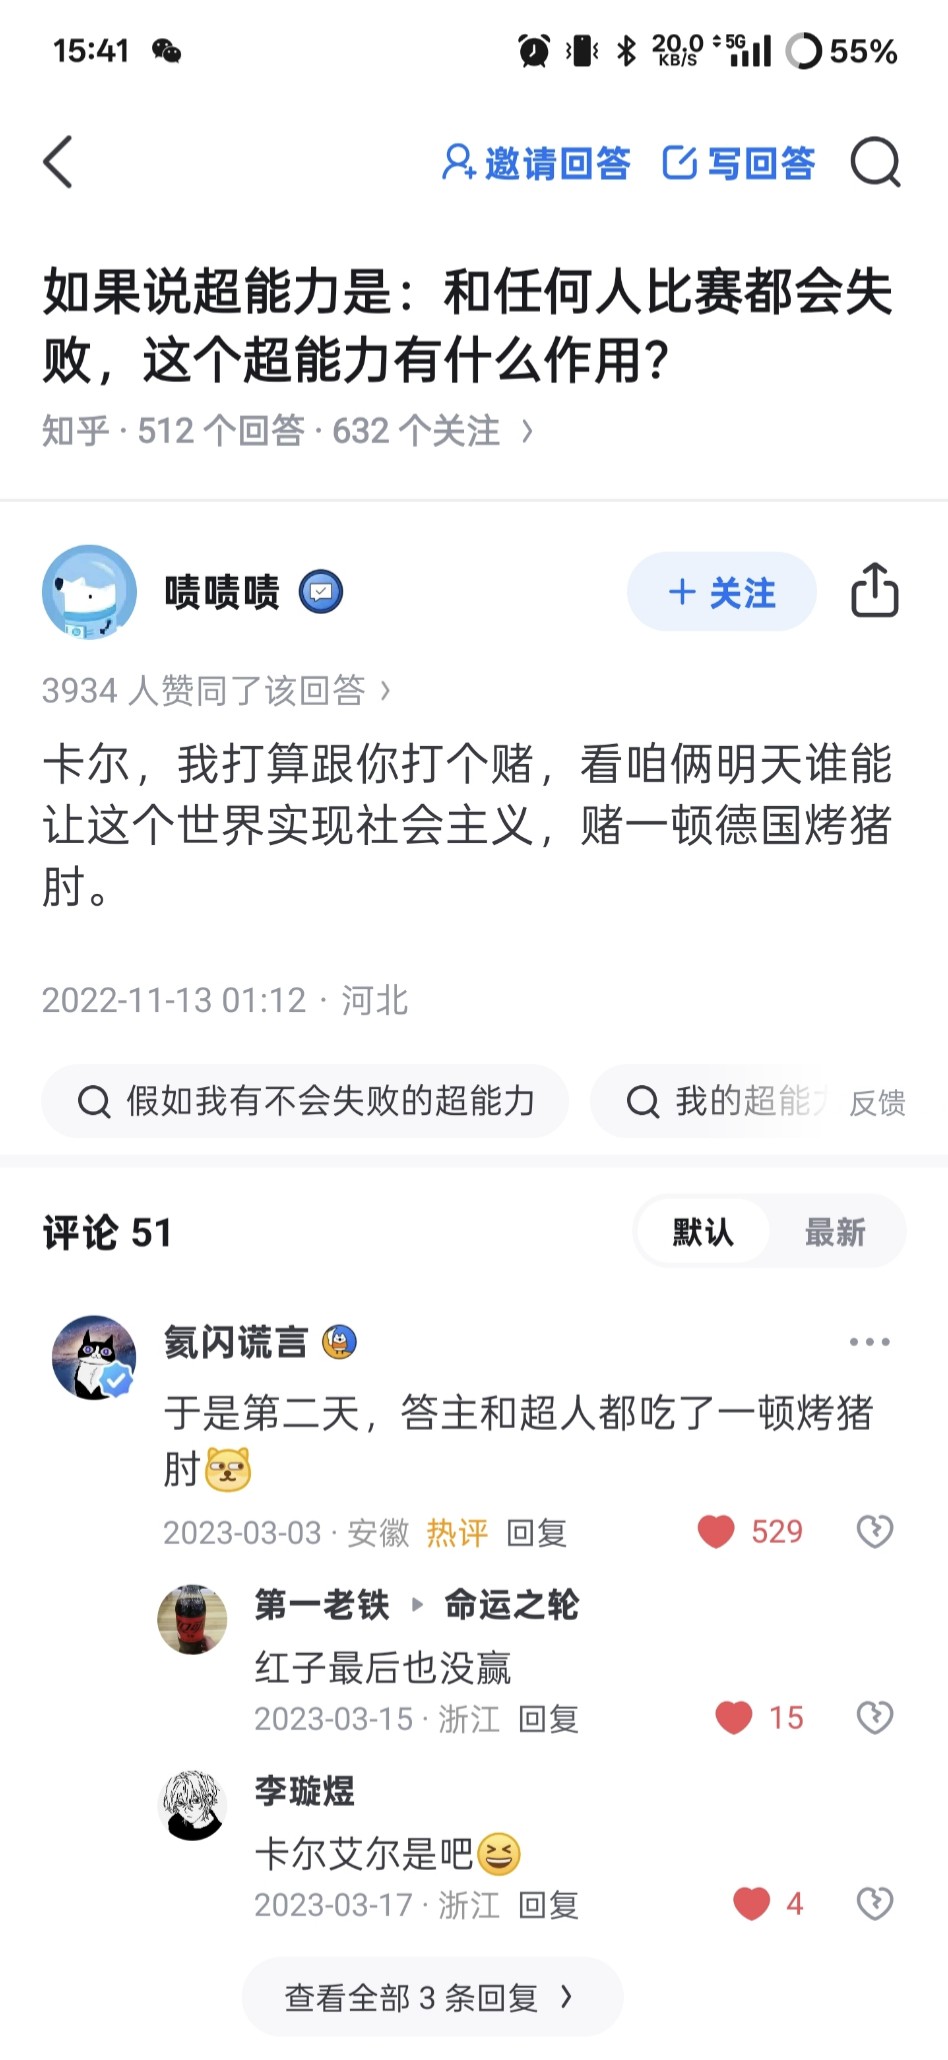 15:41
20.0 KB/S 5G 55%
邀请回答 写回答
如果说超能力是：和任何人比赛都会失
败，这个超能力有什么作用？
知乎 · 512 个回答 · 632 个关注 >
啧啧啧
+ 关注
3934 人赞同了该回答 >
卡尔，我打算跟你打个赌，看咱俩明天谁能
让这个世界实现社会主义，赌一顿德国烤猪
肘。
2022-11-13 01:12 · 河北
假如我有不会失败的超能力
我的超能力
反馈
评论 51
默认 最新
氦闪谎言
于是第二天，答主和超人都吃了一顿烤猪
肘
2023-03-03 · 安徽 热评 回复
529
第一老铁 ▸ 命运之轮
红子最后也没赢
2023-03-15 · 浙江 回复
15
李璇煜
卡尔艾尔是吧😆
2023-03-17 · 浙江 回复
4
查看全部 3 条回复 >